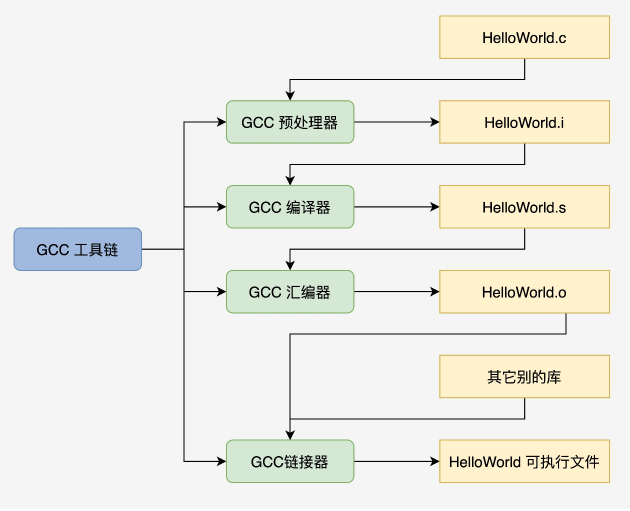 HelloWorld.c
GCC 预处理器
HelloWorld.i
GCC 编译器
HelloWorld.s
GCC 工具链
GCC 汇编器
HelloWorld.o
其它别的库
GCC链接器
HelloWorld 可执行文件